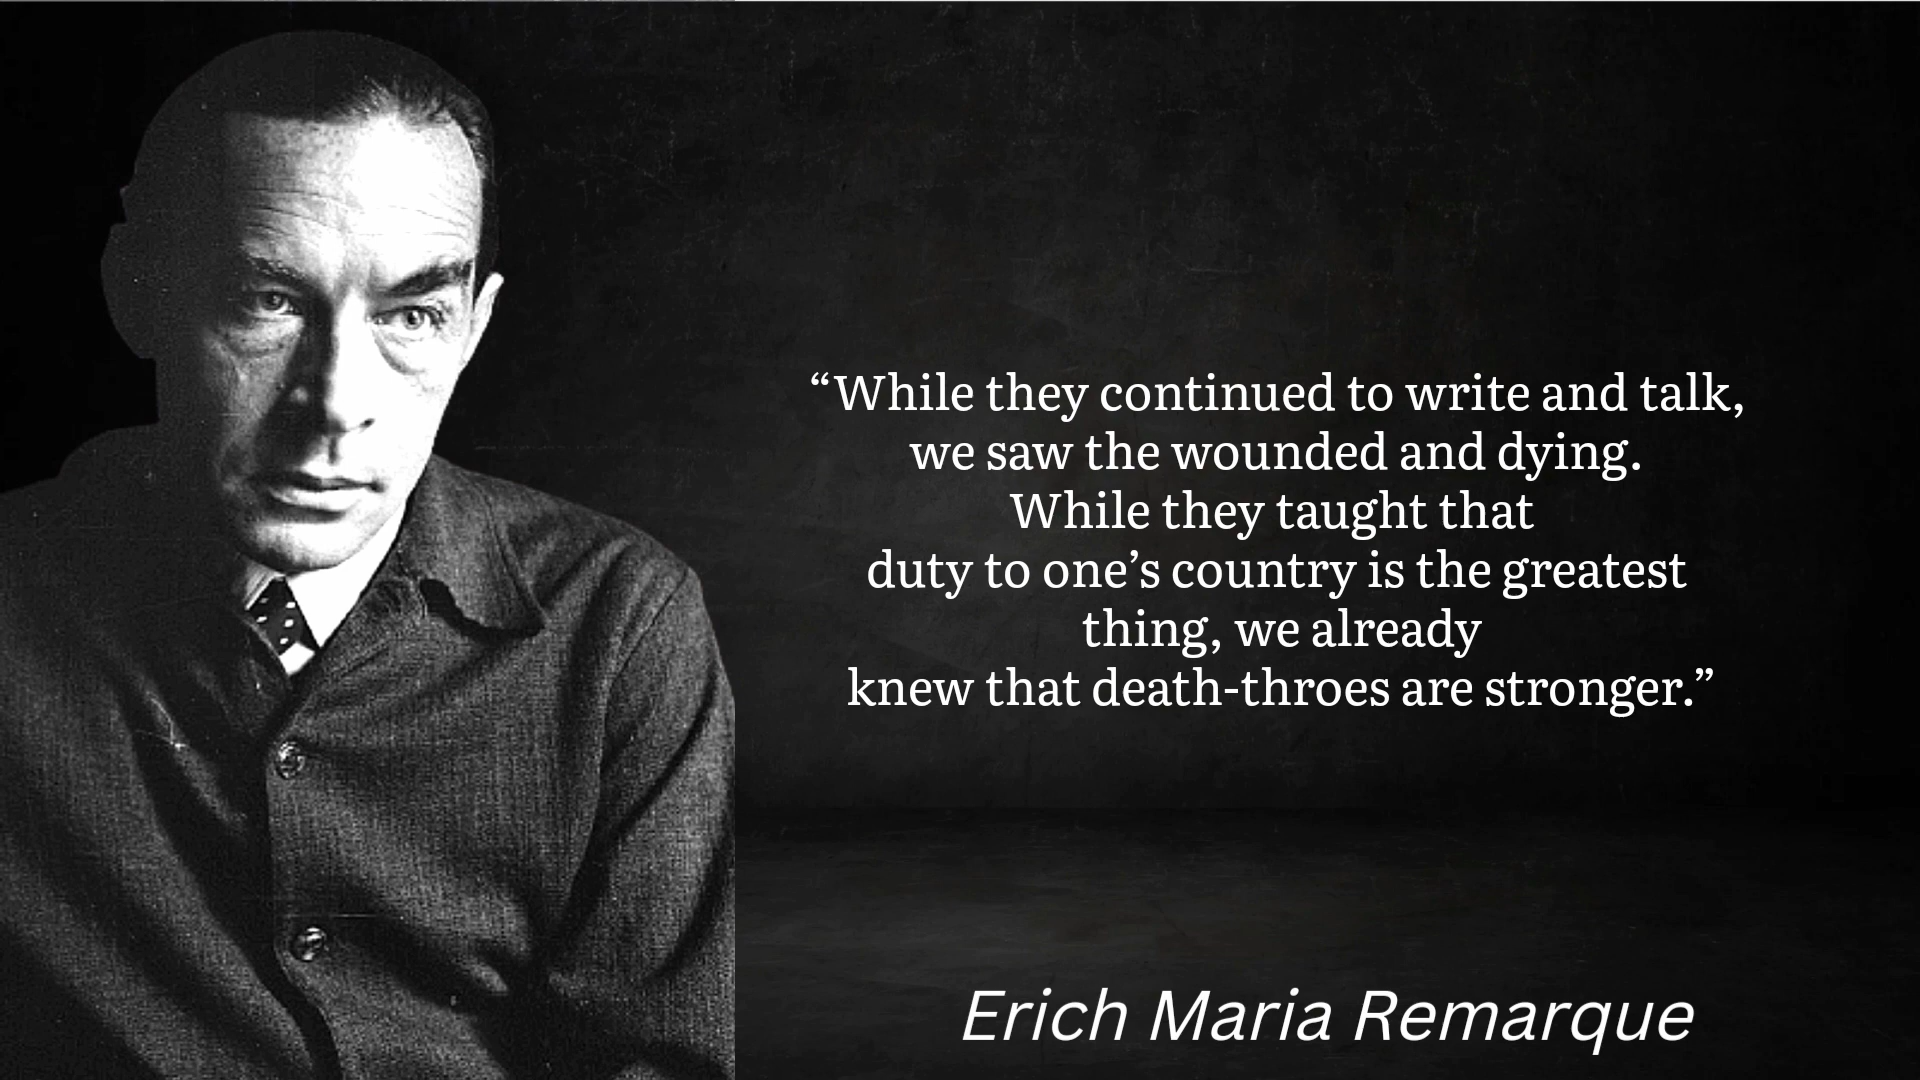 “While they continued to write and talk,
we saw the wounded and dying.
While they taught that
duty to one’s country is the greatest
thing, we already
knew that death-throes are stronger.”
Erich Maria Remarque